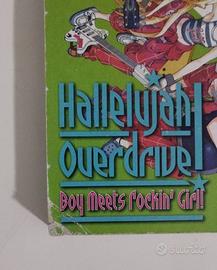 Hallelujah
Overdrive!
Boy Meets Rockin' Girl!
subito